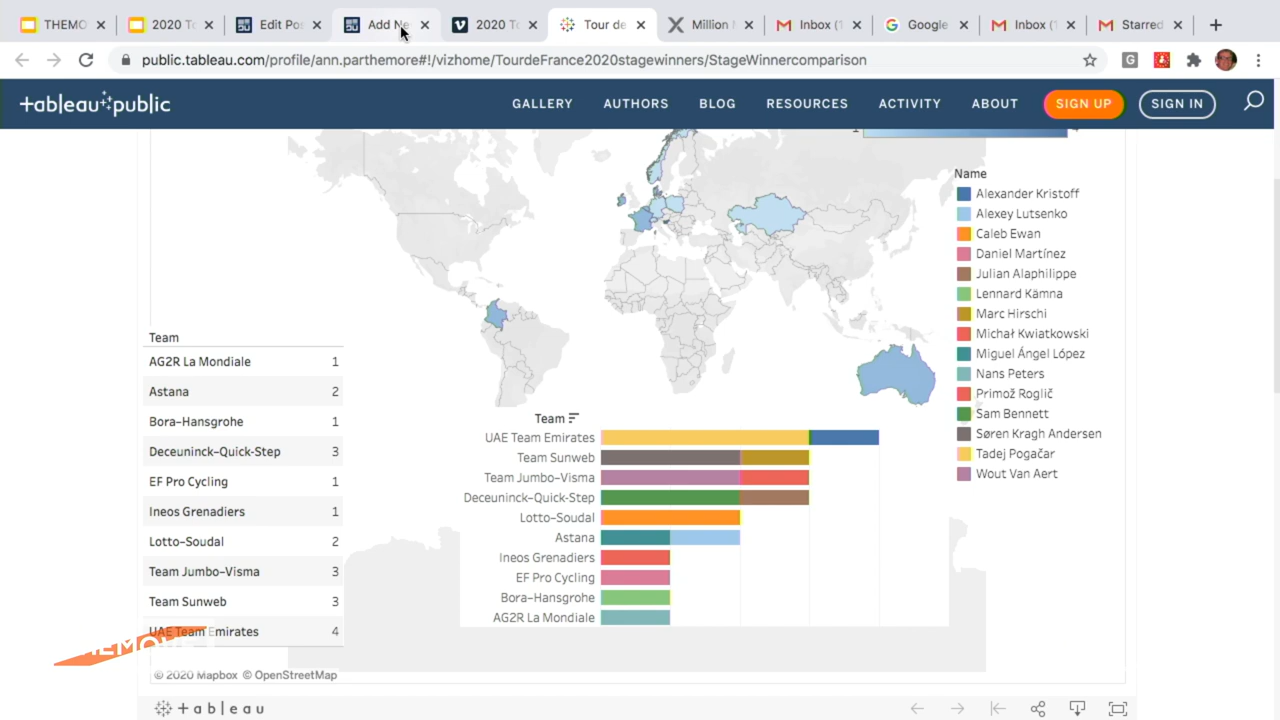 THEMO
2020 To
Edit Pos
Add Ne
2020 To
Tour de
Million
Inbox (1
Google
Inbox (1
Starred
public.tableau.com/profile/ann.parthemore#!/vizhome/TourdeFrance2020stagewinners/StageWinnercomparison
+ableau+public
GALLERY AUTHORS BLOG RESOURCES ACTIVITY ABOUT SIGN UP SIGN IN
Name
Alexander Kristoff
Alexey Lutsenko
Caleb Ewan
Daniel Martínez
Julian Alaphilippe
Lennard Kämna
Marc Hirschi
Michał Kwiatkowski
Miguel Ángel López
Nans Peters
Primož Roglič
Sam Bennett
Søren Kragh Andersen
Tadej Pogačar
Wout Van Aert
Team
AG2R La Mondiale 1
Astana 2
Bora–Hansgrohe 1
Deceuninck–Quick-Step 3
EF Pro Cycling 1
Ineos Grenadiers 1
Lotto–Soudal 2
Team Jumbo–Visma 3
Team Sunweb 3
UAE Team Emirates 4
Team
UAE Team Emirates
Team Sunweb
Team Jumbo–Visma
Deceuninck–Quick-Step
Lotto–Soudal
Astana
Ineos Grenadiers
EF Pro Cycling
Bora–Hansgrohe
AG2R La Mondiale
© 2020 Mapbox © OpenStreetMap
+ a b l e a u